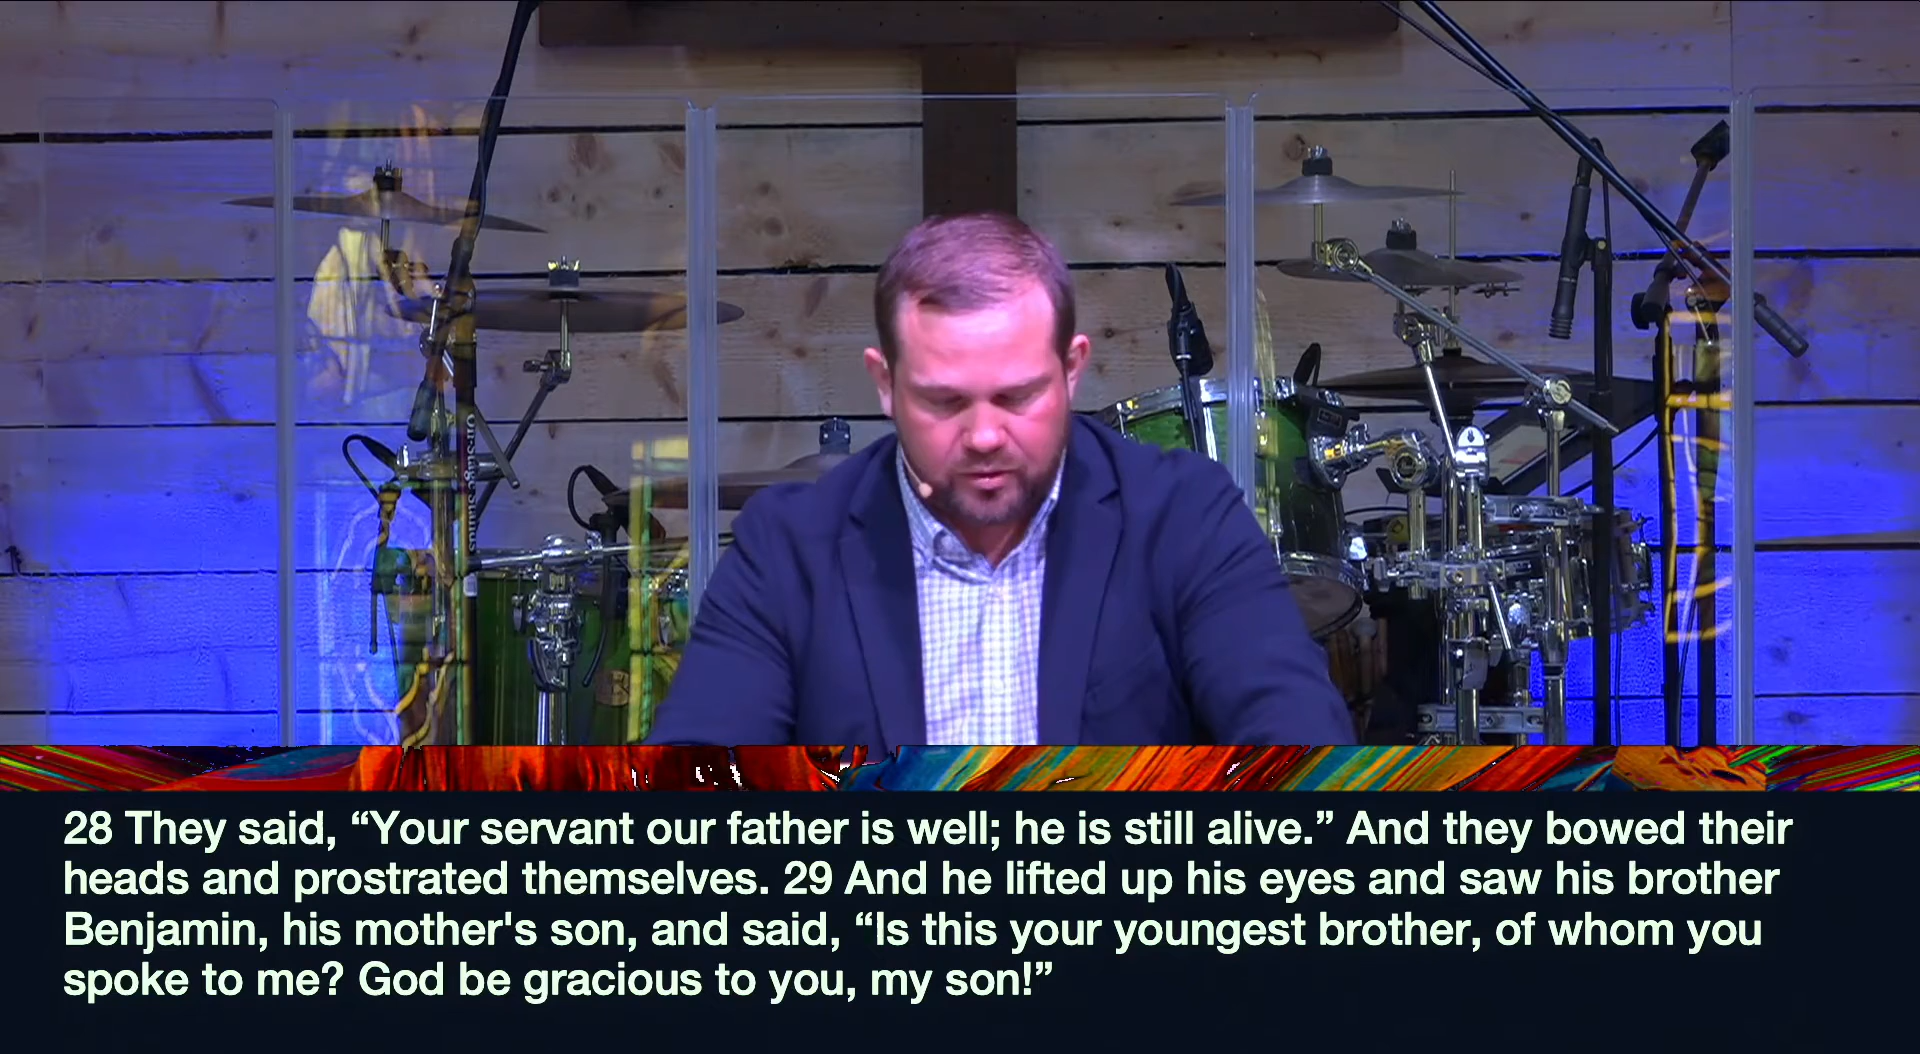 28 They said, “Your servant our father is well; he is still alive.” And they bowed their
heads and prostrated themselves. 29 And he lifted up his eyes and saw his brother
Benjamin, his mother's son, and said, “Is this your youngest brother, of whom you
spoke to me? God be gracious to you, my son!”